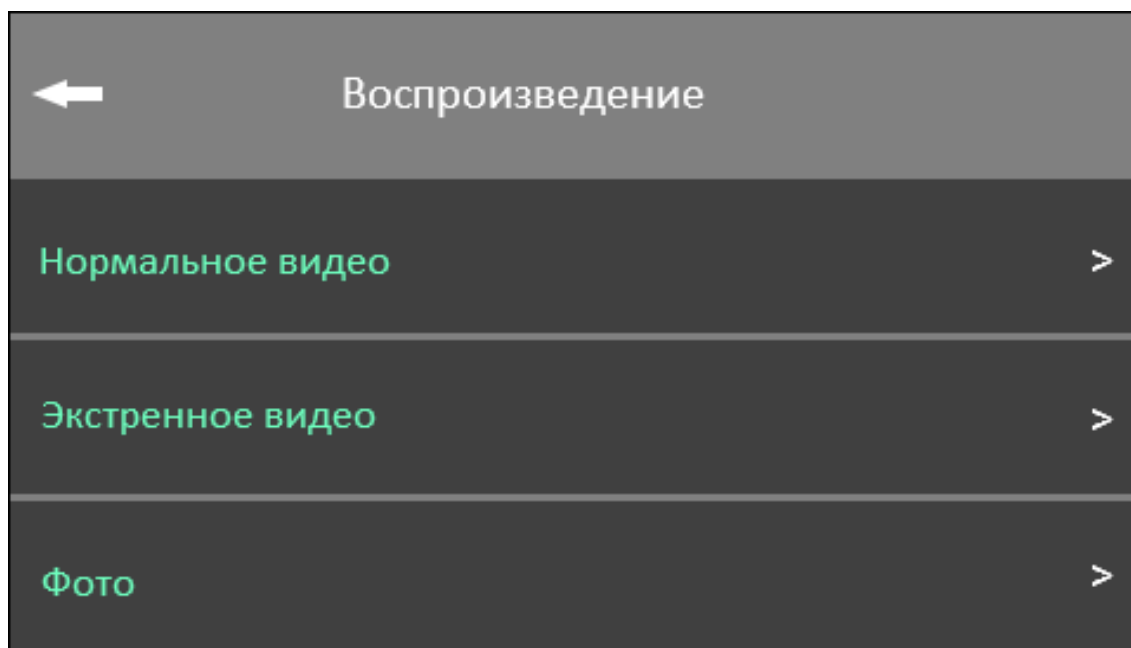 Воспроизведение
Нормальное видео >
Экстренное видео >
Фото >